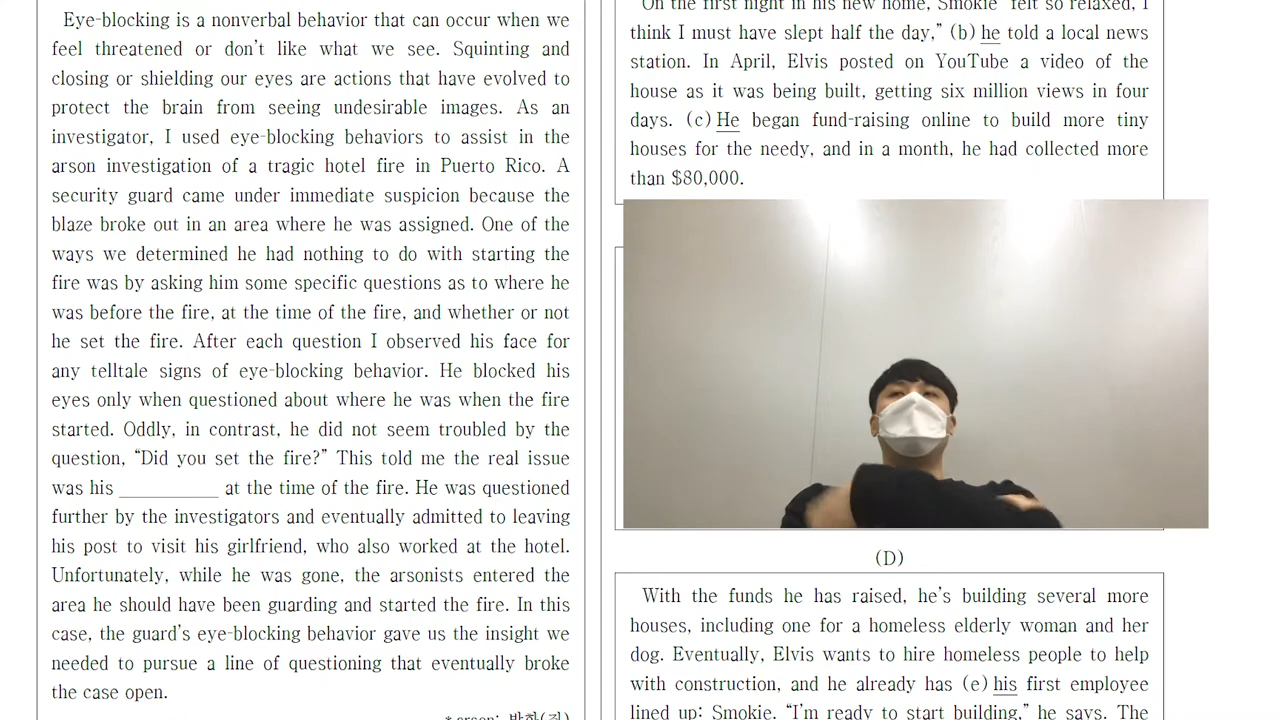 Eye-blocking is a nonverbal behavior that can occur when we
feel threatened or don't like what we see. Squinting and
closing or shielding our eyes are actions that have evolved to
protect the brain from seeing undesirable images. As an
investigator, I used eye-blocking behaviors to assist in the
arson investigation of a tragic hotel fire in Puerto Rico. A
security guard came under immediate suspicion because the
blaze broke out in an area where he was assigned. One of the
ways we determined he had nothing to do with starting the
fire was by asking him some specific questions as to where he
was before the fire, at the time of the fire, and whether or not
he set the fire. After each question I observed his face for
any telltale signs of eye-blocking behavior. He blocked his
eyes only when questioned about where he was when the fire
started. Oddly, in contrast, he did not seem troubled by the
question, “Did you set the fire?” This told me the real issue
was his __________ at the time of the fire. He was questioned
further by the investigators and eventually admitted to leaving
his post to visit his girlfriend, who also worked at the hotel.
Unfortunately, while he was gone, the arsonists entered the
area he should have been guarding and started the fire. In this
case, the guard's eye-blocking behavior gave us the insight we
needed to pursue a line of questioning that eventually broke
the case open.
* arson: 방화(죄)
On the first night in his new home, Smokie “felt so relaxed, I
think I must have slept half the day,” (b) he told a local news
station. In April, Elvis posted on YouTube a video of the
house as it was being built, getting six million views in four
days. (c) He began fund-raising online to build more tiny
houses for the needy, and in a month, he had collected more
than $80,000.
(D)
With the funds he has raised, he's building several more
houses, including one for a homeless elderly woman and her
dog. Eventually, Elvis wants to hire homeless people to help
with construction, and he already has (e) his first employee
lined up: Smokie. “I'm ready to start building,” he says. The